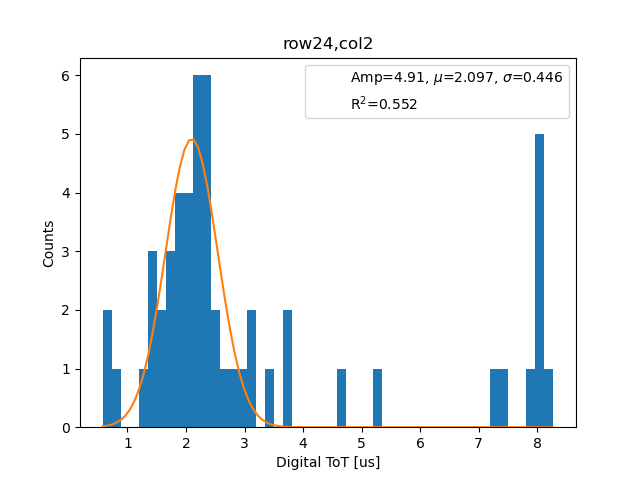 row24,col2
Amp=4.91, μ=2.097, σ=0.446
R²=0.552
Counts
6
5
4
3
2
1
0
1 2 3 4 5 6 7 8
Digital ToT [us]